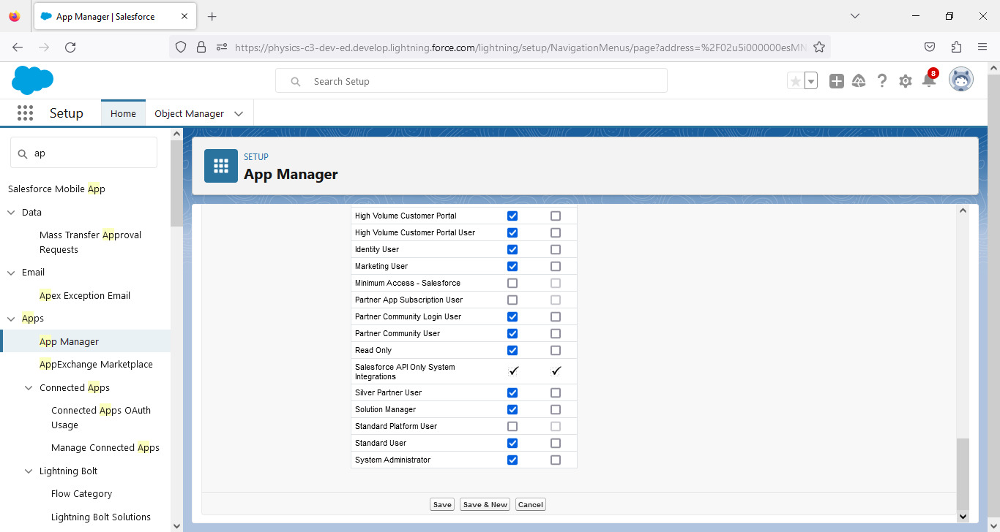 App Manager | Salesforce
https://physics-c3-dev-ed.develop.lightning.force.com/lightning/setup/NavigationMenus/page?address=%2F02u5i000000esMN
Search Setup
8
Setup
Home
Object Manager
ap
Salesforce Mobile App
Data
Mass Transfer Approval
Requests
Email
Apex Exception Email
Apps
App Manager
AppExchange Marketplace
Connected Apps
Connected Apps OAuth
Usage
Manage Connected Apps
Lightning Bolt
Flow Category
Lightning Bolt Solutions
SETUP
App Manager
High Volume Customer Portal
High Volume Customer Portal User
Identity User
Marketing User
Minimum Access - Salesforce
Partner App Subscription User
Partner Community Login User
Partner Community User
Read Only
Salesforce API Only System
Integrations
Silver Partner User
Solution Manager
Standard Platform User
Standard User
System Administrator
Save
Save & New
Cancel